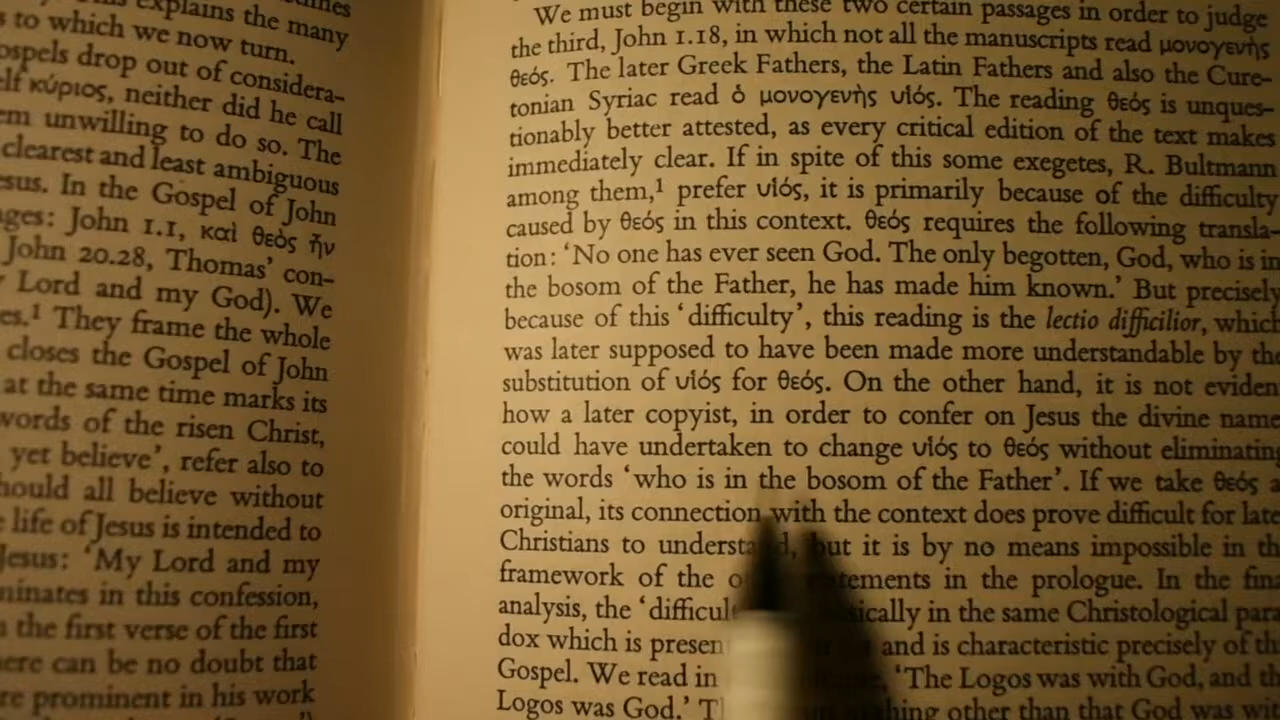 explains the many
s to which we now turn.
ospels drop out of considera-
elf κύριος, neither did he call
em unwilling to do so. The
clearest and least ambiguous
esus. In the Gospel of John
ages: John 1.1, καὶ θεὸς ἦν
John 20.28, Thomas' con-
Lord and my God). We
es.¹ They frame the whole
closes the Gospel of John
at the same time marks its
words of the risen Christ,
yet believe', refer also to
hould all believe without
e life of Jesus is intended to
Jesus: 'My Lord and my
minates in this confession,
n the first verse of the first
here can be no doubt that
re prominent in his work
We must begin with these two certain passages in order to judge
the third, John 1.18, in which not all the manuscripts read μονογενὴς
θεός. The later Greek Fathers, the Latin Fathers and also the Cure-
tonian Syriac read ὁ μονογενὴς υἱός. The reading θεός is unques-
tionably better attested, as every critical edition of the text makes
immediately clear. If in spite of this some exegetes, R. Bultmann
among them,¹ prefer υἱός, it is primarily because of the difficulty
caused by θεός in this context. θεός requires the following transla-
tion: 'No one has ever seen God. The only begotten, God, who is in
the bosom of the Father, he has made him known.' But precisely
because of this 'difficulty', this reading is the lectio difficilior, which
was later supposed to have been made more understandable by the
substitution of υἱός for θεός. On the other hand, it is not eviden
how a later copyist, in order to confer on Jesus the divine name
could have undertaken to change υἱός to θεός without eliminating
the words 'who is in the bosom of the Father'. If we take θεός a
original, its connection with the context does prove difficult for late
Christians to understand, but it is by no means impossible in th
framework of the o tements in the prologue. In the fina
analysis, the 'difficul sically in the same Christological para
dox which is presen and is characteristic precisely of th
Gospel. We read in 'The Logos was with God, and th
Logos was God.' T nothing other than that God was wit